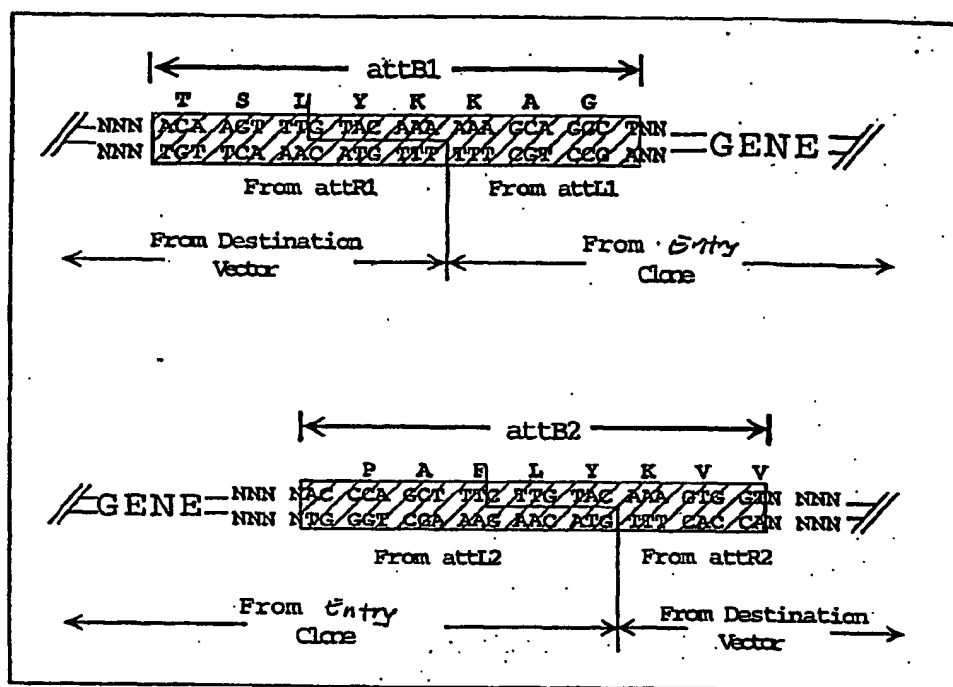 attB1
T S L Y K K A G
NNN ACA AGT TTG TAC AAA AAA GCA GGC TNN GENE
NNN TGT TCA AAC ATG TTT TTT CGT CCG ANN
From attR1 From attL1
From Destination From Entry
Vector Clone
attB2
P A F L Y K V V
GENE NNN NAC CCA GCT TTC TTG TAC AAA GTG GTN NNN
NNN NTG GGT CGA AAG AAC ATG TTT CAC CAN NNN
From attL2 From attR2
From Entry From Destination
Clone Vector